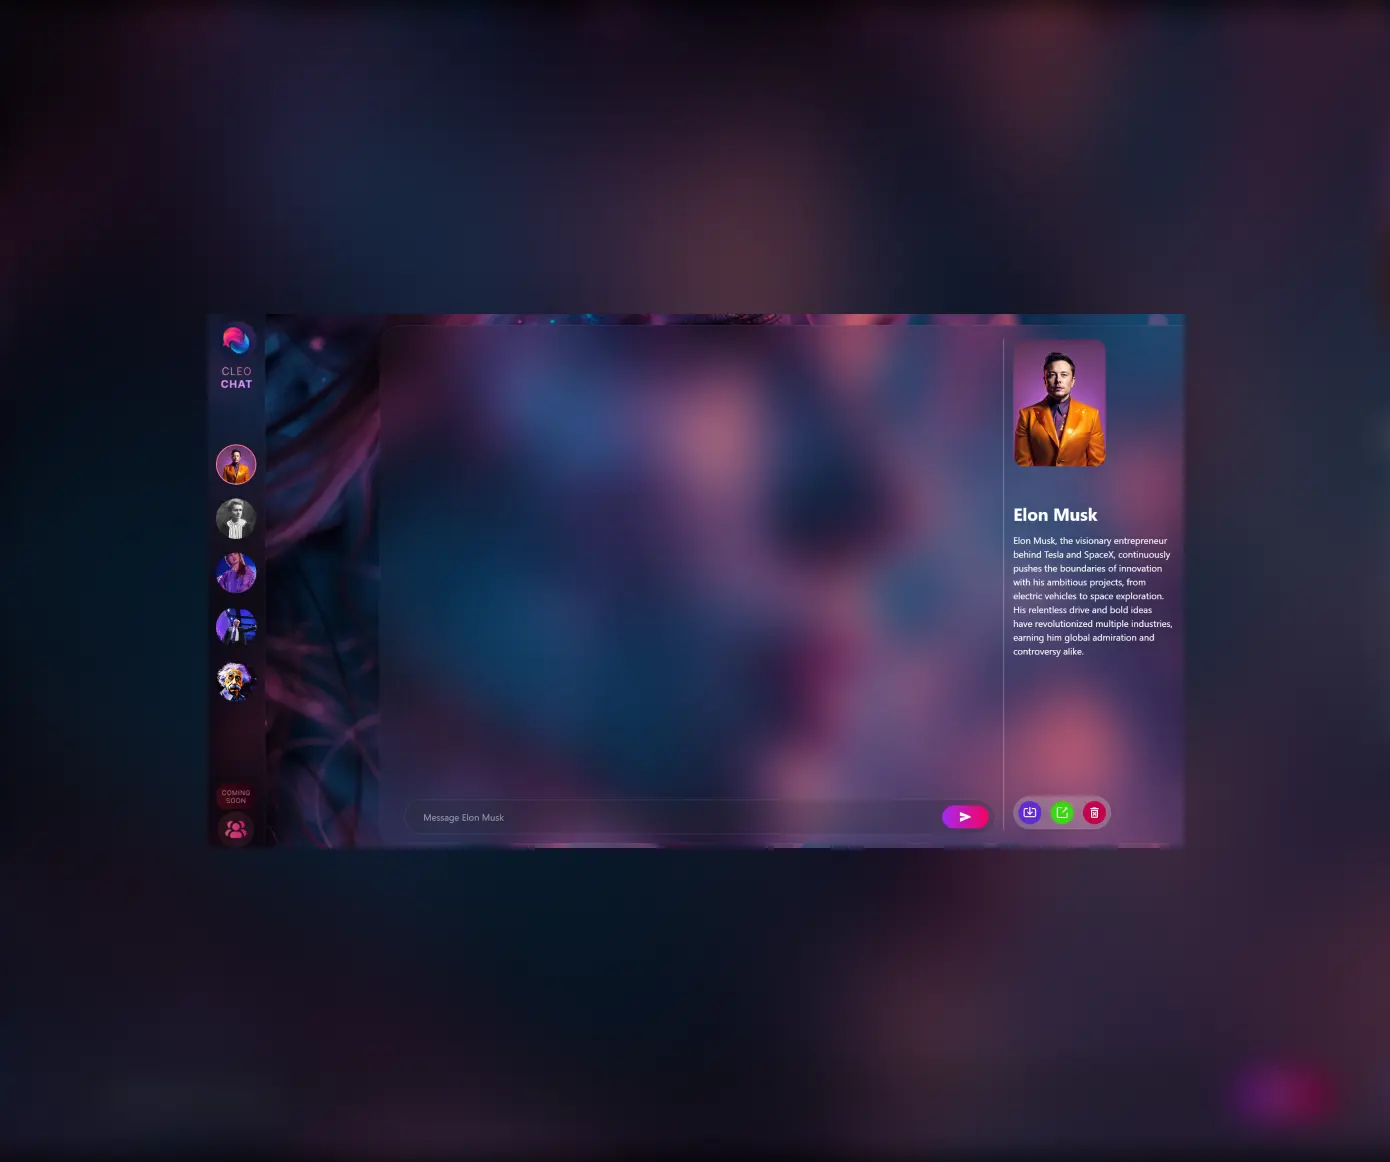 CLEO
CHAT
COMING
SOON
Message Elon Musk
Elon Musk
Elon Musk, the visionary entrepreneur
behind Tesla and SpaceX, continuously
pushes the boundaries of innovation
with his ambitious projects, from
electric vehicles to space exploration.
His relentless drive and bold ideas
have revolutionized multiple industries,
earning him global admiration and
controversy alike.